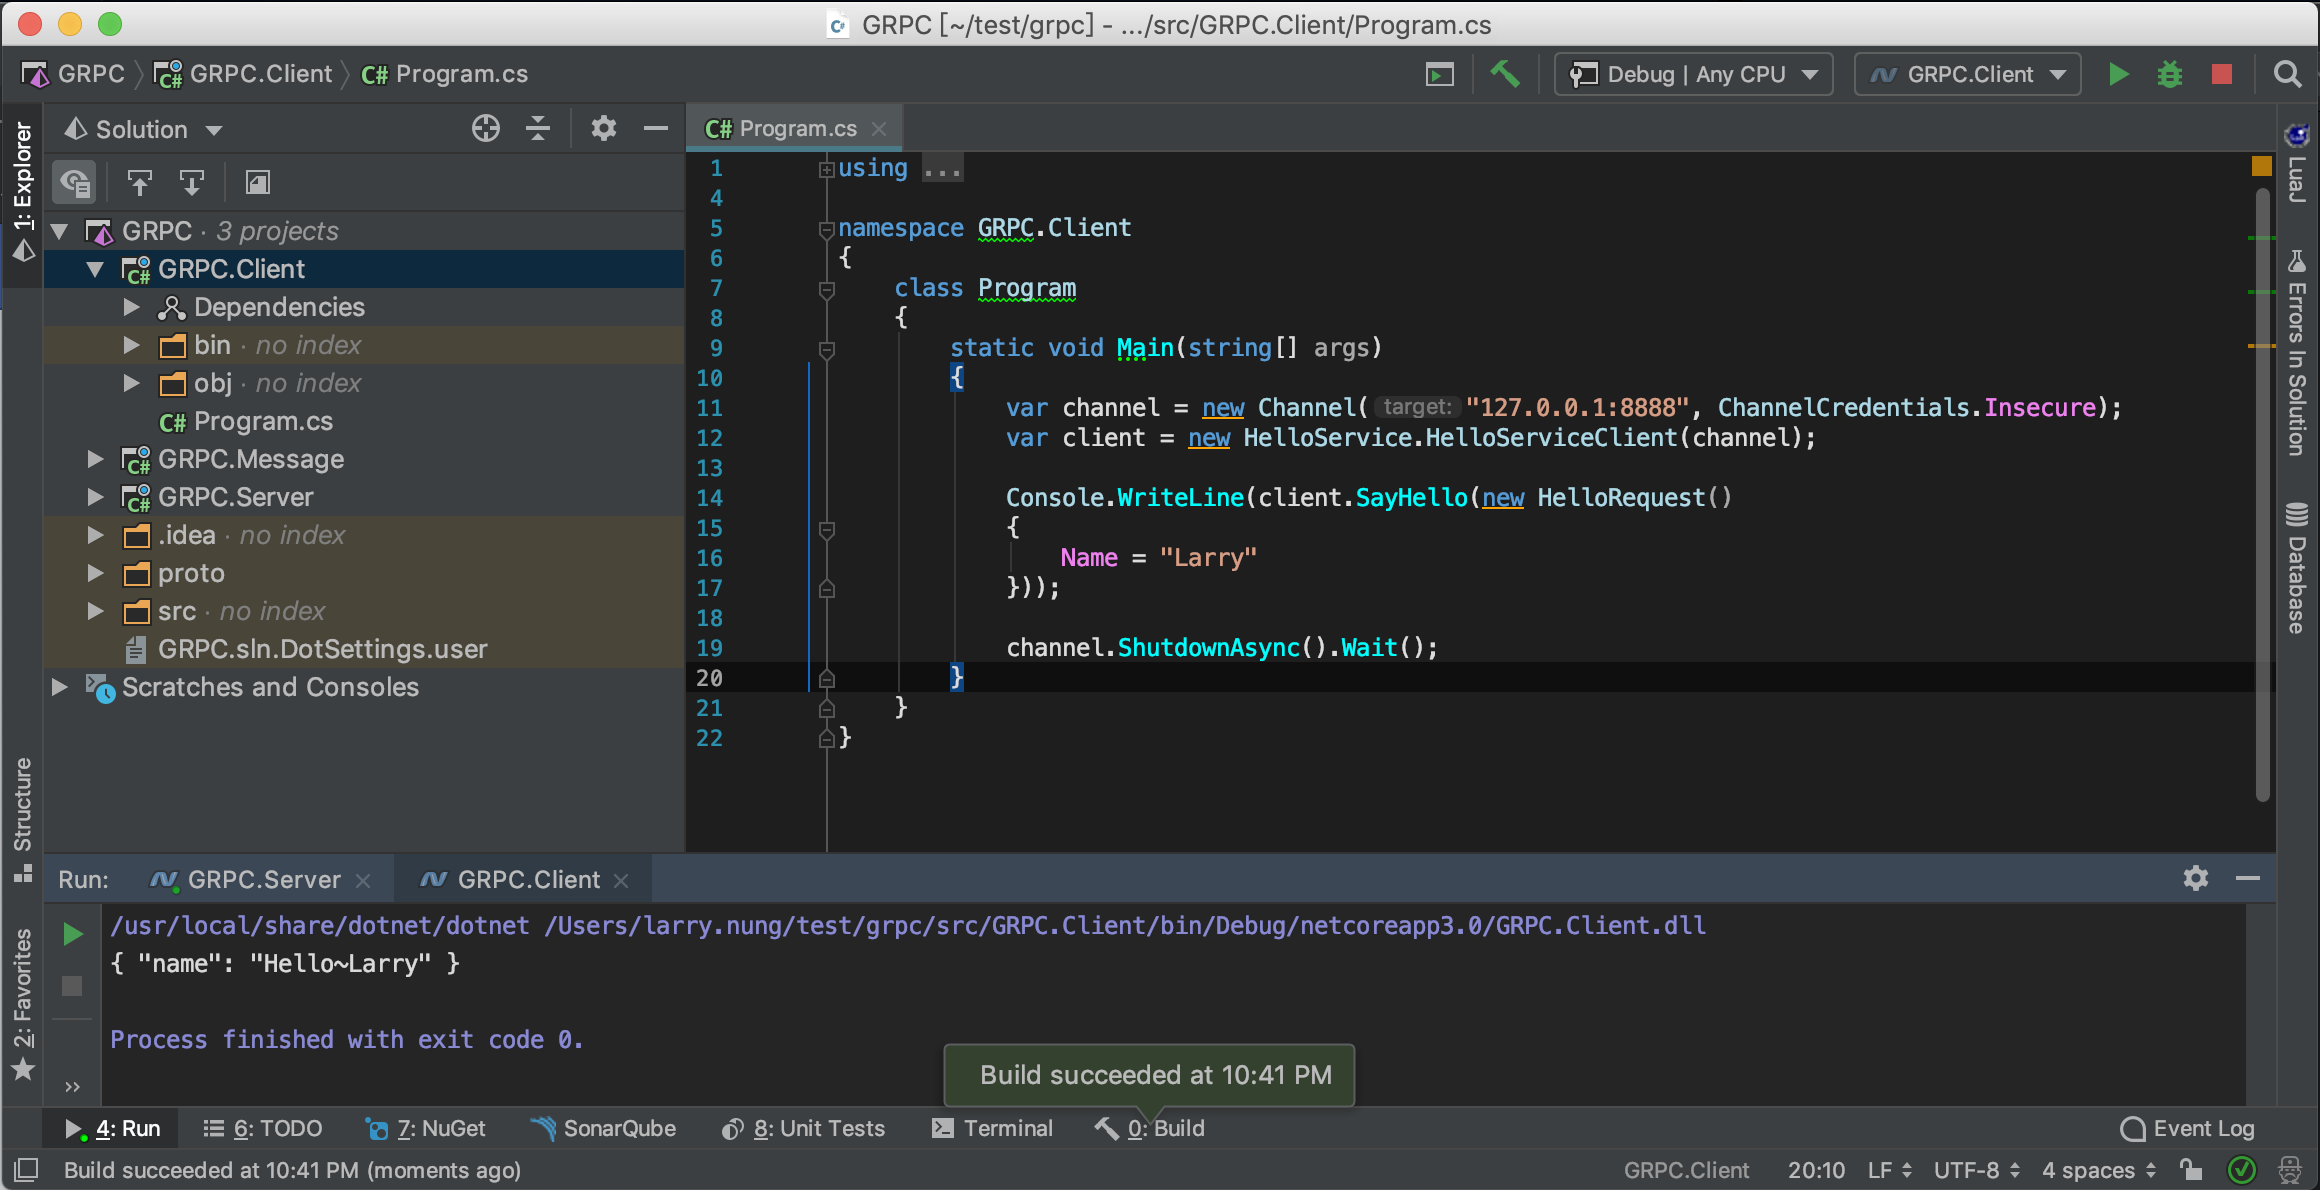 GRPC [~/test/grpc] - .../src/GRPC.Client/Program.cs
GRPC GRPC.Client C# Program.cs
Debug | Any CPU
GRPC.Client
1: Explorer
Structure
2: Favorites
Solution
GRPC · 3 projects
GRPC.Client
Dependencies
bin · no index
obj · no index
C# Program.cs
GRPC.Message
GRPC.Server
.idea · no index
proto
src · no index
GRPC.sln.DotSettings.user
Scratches and Consoles
C# Program.cs
1 using ...
4
5 namespace GRPC.Client
6 {
7 class Program
8 {
9 static void Main(string[] args)
10 {
11 var channel = new Channel( target: "127.0.0.1:8888", ChannelCredentials.Insecure);
12 var client = new HelloService.HelloServiceClient(channel);
13
14 Console.WriteLine(client.SayHello(new HelloRequest()
15 {
16 Name = "Larry"
17 }));
18
19 channel.ShutdownAsync().Wait();
20 }
21 }
22 }
LuaJ
Errors In Solution
Database
Run: GRPC.Server GRPC.Client
/usr/local/share/dotnet/dotnet /Users/larry.nung/test/grpc/src/GRPC.Client/bin/Debug/netcoreapp3.0/GRPC.Client.dll
{ "name": "Hello~Larry" }
Process finished with exit code 0.
Build succeeded at 10:41 PM
4: Run 6: TODO 7: NuGet SonarQube 8: Unit Tests Terminal 0: Build Event Log
Build succeeded at 10:41 PM (moments ago) GRPC.Client 20:10 LF UTF-8 4 spaces